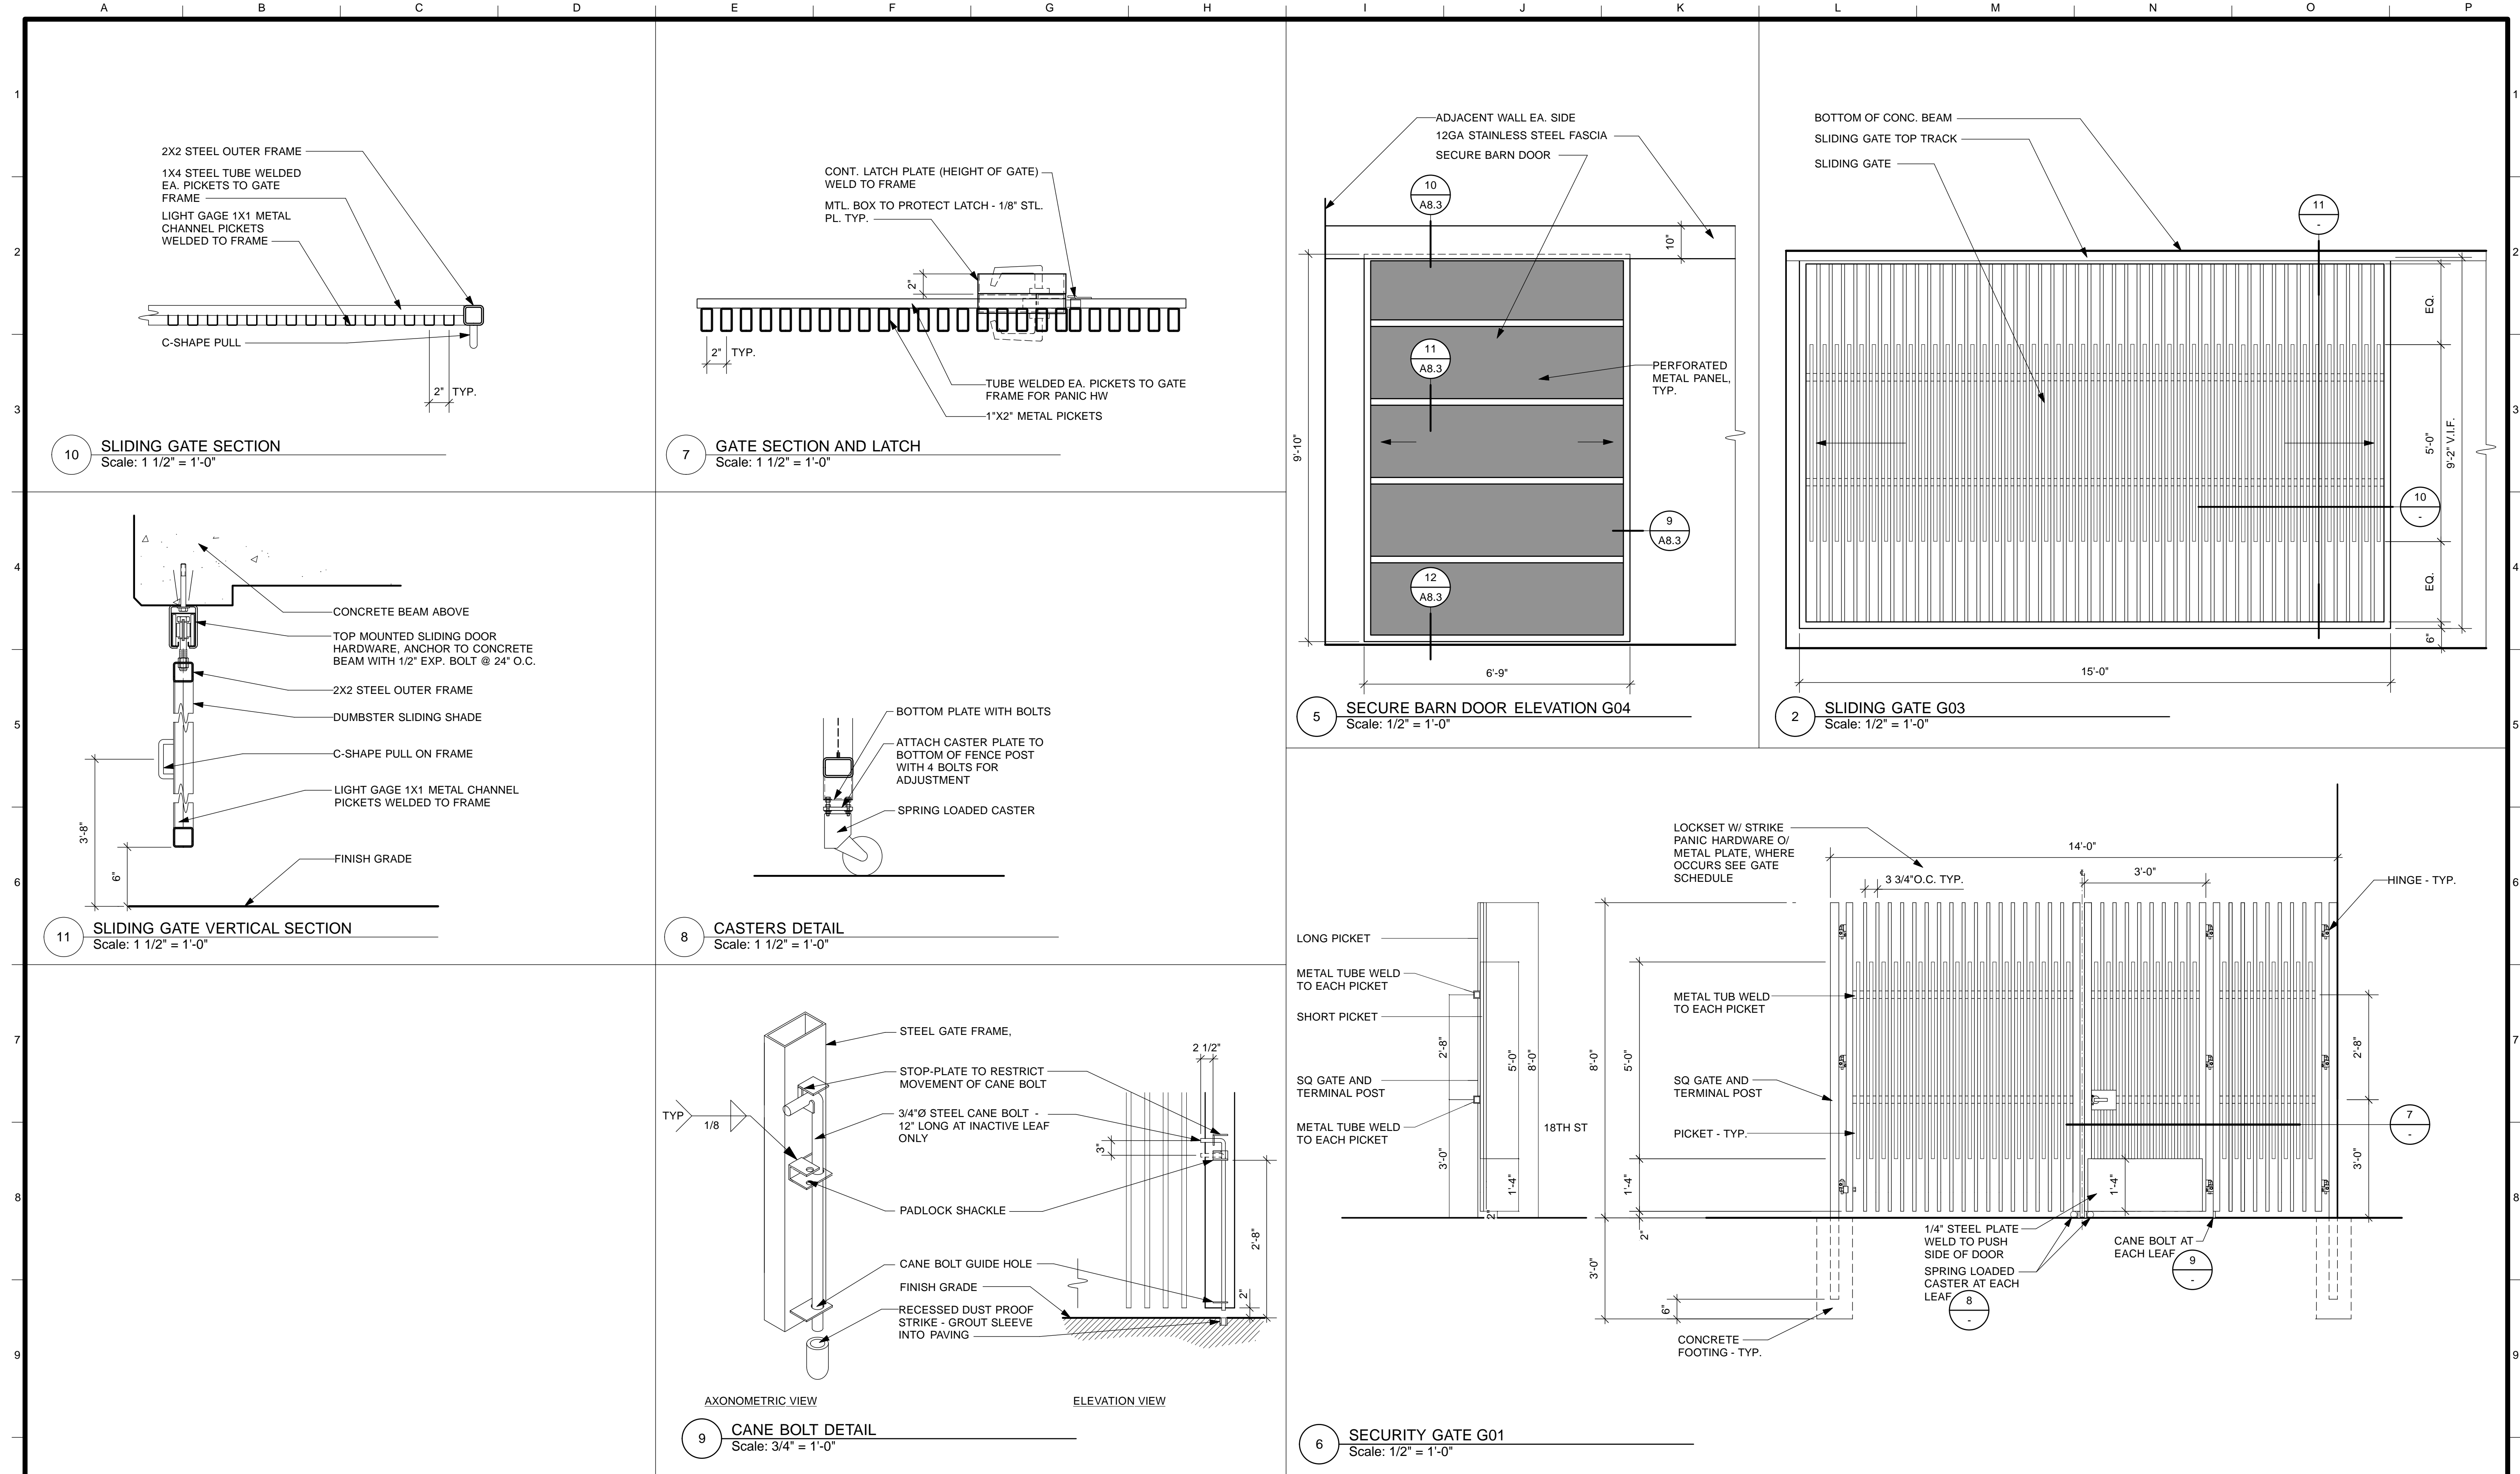 A B C D E F G H I J K L M N O P
1
2
3
4
5
6
7
8
9
1
2
3
4
5
6
7
8
9
2X2 STEEL OUTER FRAME
1X4 STEEL TUBE WELDED
EA. PICKETS TO GATE
FRAME
LIGHT GAGE 1X1 METAL
CHANNEL PICKETS
WELDED TO FRAME
C-SHAPE PULL
2" TYP.
10 SLIDING GATE SECTION
Scale: 1 1/2" = 1'-0"
CONT. LATCH PLATE (HEIGHT OF GATE)
WELD TO FRAME
MTL. BOX TO PROTECT LATCH - 1/8" STL.
PL. TYP.
2"
2" TYP.
TUBE WELDED EA. PICKETS TO GATE
FRAME FOR PANIC HW
1"X2" METAL PICKETS
7 GATE SECTION AND LATCH
Scale: 1 1/2" = 1'-0"
ADJACENT WALL EA. SIDE
12GA STAINLESS STEEL FASCIA
SECURE BARN DOOR
10
A8.3
10"
11
A8.3
PERFORATED
METAL PANEL,
TYP.
9'-10"
9
A8.3
12
A8.3
6'-9"
5 SECURE BARN DOOR ELEVATION G04
Scale: 1/2" = 1'-0"
BOTTOM OF CONC. BEAM
SLIDING GATE TOP TRACK
SLIDING GATE
11
-
EQ.
5'-0"
9'-2" V.I.F.
10
-
EQ.
6"
15'-0"
2 SLIDING GATE G03
Scale: 1/2" = 1'-0"
CONCRETE BEAM ABOVE
TOP MOUNTED SLIDING DOOR
HARDWARE, ANCHOR TO CONCRETE
BEAM WITH 1/2" EXP. BOLT @ 24" O.C.
2X2 STEEL OUTER FRAME
DUMBSTER SLIDING SHADE
C-SHAPE PULL ON FRAME
LIGHT GAGE 1X1 METAL CHANNEL
PICKETS WELDED TO FRAME
3'-8"
6"
FINISH GRADE
11 SLIDING GATE VERTICAL SECTION
Scale: 1 1/2" = 1'-0"
BOTTOM PLATE WITH BOLTS
ATTACH CASTER PLATE TO
BOTTOM OF FENCE POST
WITH 4 BOLTS FOR
ADJUSTMENT
SPRING LOADED CASTER
8 CASTERS DETAIL
Scale: 1 1/2" = 1'-0"
STEEL GATE FRAME,
STOP-PLATE TO RESTRICT
MOVEMENT OF CANE BOLT
TYP
1/8
3/4"Ø STEEL CANE BOLT -
12" LONG AT INACTIVE LEAF
ONLY
PADLOCK SHACKLE
CANE BOLT GUIDE HOLE
FINISH GRADE
RECESSED DUST PROOF
STRIKE - GROUT SLEEVE
INTO PAVING
2 1/2"
3"
2'-8"
2"
AXONOMETRIC VIEW
ELEVATION VIEW
9 CANE BOLT DETAIL
Scale: 3/4" = 1'-0"
LONG PICKET
METAL TUBE WELD
TO EACH PICKET
SHORT PICKET
SQ GATE AND
TERMINAL POST
METAL TUBE WELD
TO EACH PICKET
2'-8"
3'-0"
5'-0"
8'-0"
1'-4"
2"
18TH ST
8'-0"
5'-0"
1'-4"
2"
3'-0"
6"
LOCKSET W/ STRIKE
PANIC HARDWARE O/
METAL PLATE, WHERE
OCCURS SEE GATE
SCHEDULE
14'-0"
3 3/4"O.C. TYP.
3'-0"
HINGE - TYP.
METAL TUB WELD
TO EACH PICKET
SQ GATE AND
TERMINAL POST
PICKET - TYP.
2'-8"
3'-0"
7
-
1'-4"
1/4" STEEL PLATE
WELD TO PUSH
SIDE OF DOOR
SPRING LOADED
CASTER AT EACH
LEAF
8
-
CANE BOLT AT
EACH LEAF
9
-
CONCRETE
FOOTING - TYP.
6 SECURITY GATE G01
Scale: 1/2" = 1'-0"